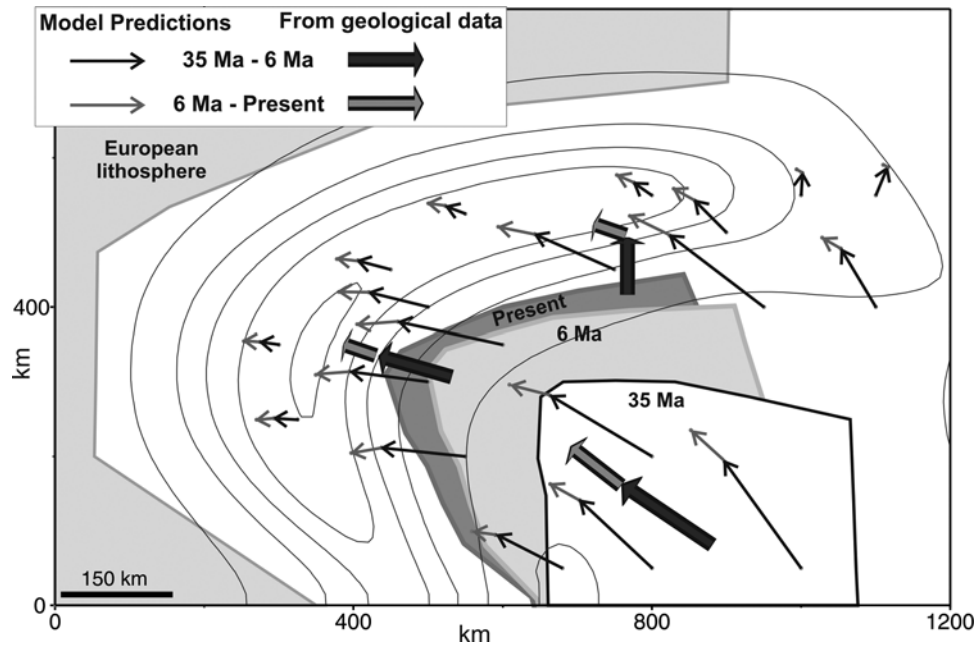 Model Predictions From geological data
35 Ma - 6 Ma
6 Ma - Present
European
lithosphere
Present
6 Ma
35 Ma
400
km
150 km
0
0 400 800 1200
km